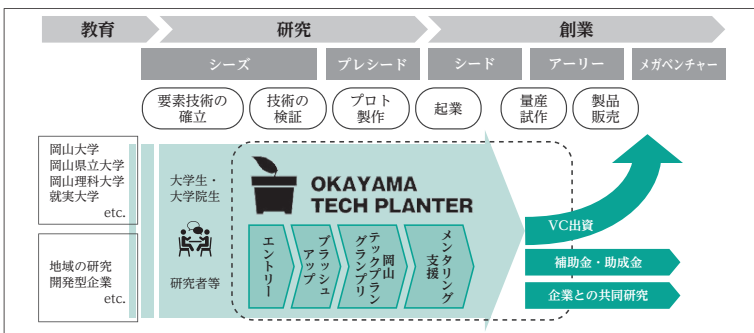 教育
研究
創業
シーズ
プレシード
シード
アーリー
メガベンチャー
要素技術の
確立
技術の
検証
プロト
製作
起業
量産
試作
製品
販売
岡山大学
岡山県立大学
岡山理科大学
就実大学
etc.
地域の研究
開発型企業
etc.
大学生・
大学院生
研究者等
OKAYAMA
TECH PLANTER
エントリー
ブラッシュ
アップ
岡山
テックプラン
グランプリ
メンタリング
支援
VC出資
補助金・助成金
企業との共同研究